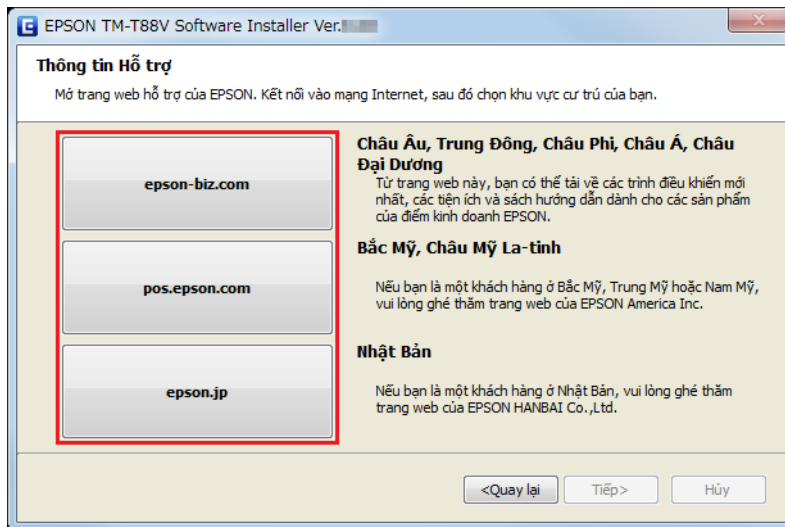 EPSON TM-T88V Software Installer Ver.
Thông tin Hỗ trợ
Mở trang web hỗ trợ của EPSON. Kết nối vào mạng Internet, sau đó chọn khu vực cư trú của bạn.
epson-biz.com
Châu Âu, Trung Đông, Châu Phi, Châu Á, Châu
Đại Dương
Từ trang web này, bạn có thể tải về các trình điều khiển mới
nhất, các tiện ích và sách hướng dẫn dành cho các sản phẩm
của điểm kinh doanh EPSON.
pos.epson.com
Bắc Mỹ, Châu Mỹ La-tinh
Nếu bạn là một khách hàng ở Bắc Mỹ, Trung Mỹ hoặc Nam Mỹ,
vui lòng ghé thăm trang web của EPSON America Inc.
epson.jp
Nhật Bản
Nếu bạn là một khách hàng ở Nhật Bản, vui lòng ghé thăm
trang web của EPSON HANBAI Co.,Ltd.
<Quay lại
Tiếp>
Hủy